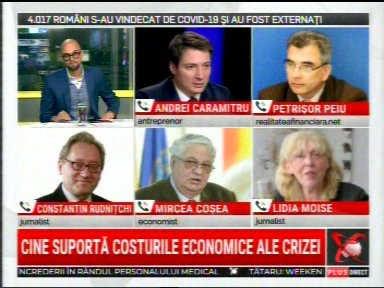 4.017 ROMÂNI S-AU VINDECAT DE COVID-19 ȘI AU FOST EXTERNAȚI
ANDREI CARAMITRU
antreprenor
PETRIȘOR PEIU
realitateafinanciara.net
CONSTANTIN RUDNIȚCHI
jurnalist
MIRCEA COȘEA
economist
LIDIA MOISE
jurnalist
CINE SUPORTĂ COSTURILE ECONOMICE ALE CRIZEI
NCREDERII ÎN RÂNDUL PERSONALULUI MEDICAL
TĂTARU: WEEKEN
PLUS DIRECT